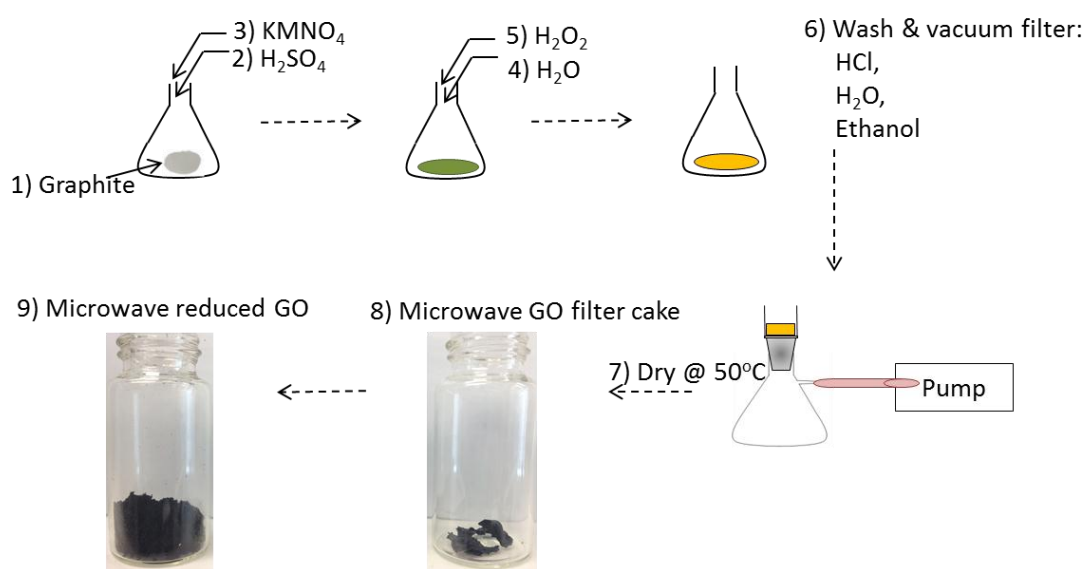 1) Graphite
2) H₂SO₄
3) KMNO₄
4) H₂O
5) H₂O₂
6) Wash & vacuum filter:
HCl,
H₂O,
Ethanol
7) Dry @ 50°C
Pump
8) Microwave GO filter cake
9) Microwave reduced GO